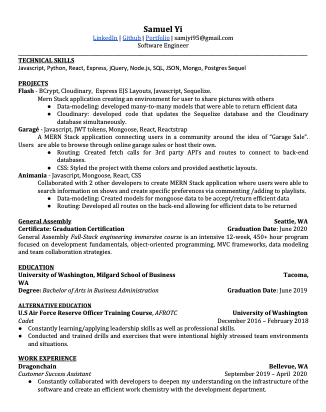 Samuel Yi
LinkedIn | Github | Portfolio | samjyi95@gmail.com
Software Engineer
TECHNICAL SKILLS
Javascript, Python, React, Express, jQuery, Node.js, SQL, JSON, Mongo, Postgres Sequel
PROJECTS
Flash - BCrypt, Cloudinary, Express EJS Layouts, Javascript, Sequelize.
Mern Stack application creating an environment for user to share pictures with others
● Data-modeling: developed many-to-many models that were able to return efficient data
● Cloudinary: developed code that updates the Sequelize database and the Cloudinary
database simultaneously.
Garagé - Javascript, JWT tokens, Mongoose, React, Reactstrap
A MERN Stack application connecting users in a community around the idea of "Garage Sale".
Users are able to browse through online garage sales or host their own.
● Routing: Created fetch calls for 3rd party API's and routes to connect to back-end
databases.
● CSS: Styled the project with theme colors and provided aesthetic layouts.
Animania - Javascript, Mongoose, React, CSS
Collaborated with 2 other developers to create MERN Stack application where users were able to
search information on shows and create specific preferences via commenting / adding to playlists.
● Data-modeling: Created models for mongoose data to be accept/return efficient data
● Routing: Developed all routes on the back-end allowing for efficient data to be returned
General Assembly Seattle, WA
Certificate: Graduation Certification Graduation Date: June 2020
General Assembly Full-Stack engineering immersive course is an intensive 12-week, 450+ hour program
focused on development fundamentals, object-oriented programming, MVC frameworks, data modeling
and team collaboration strategies.
EDUCATION
University of Washington, Milgard School of Business Tacoma,
WA
Degree: Bachelor of Arts in Business Administration Graduation Date: June 2019
ALTERNATIVE EDUCATION
U.S Air Force Reserve Officer Training Course, AFROTC University of Washington
Cadet December 2016 – February 2018
● Constantly learning/applying leadership skills as well as professional skills.
● Conducted and trained drills and exercises that were intentional highly stressed team environments
and situations.
WORK EXPERIENCE
Dragonchain Bellevue, WA
Customer Success Assistant September 2019 – April 2020
● Constantly collaborated with developers to deepen my understanding on the infrastructure of the
software and create an efficient work chemistry with the development department.